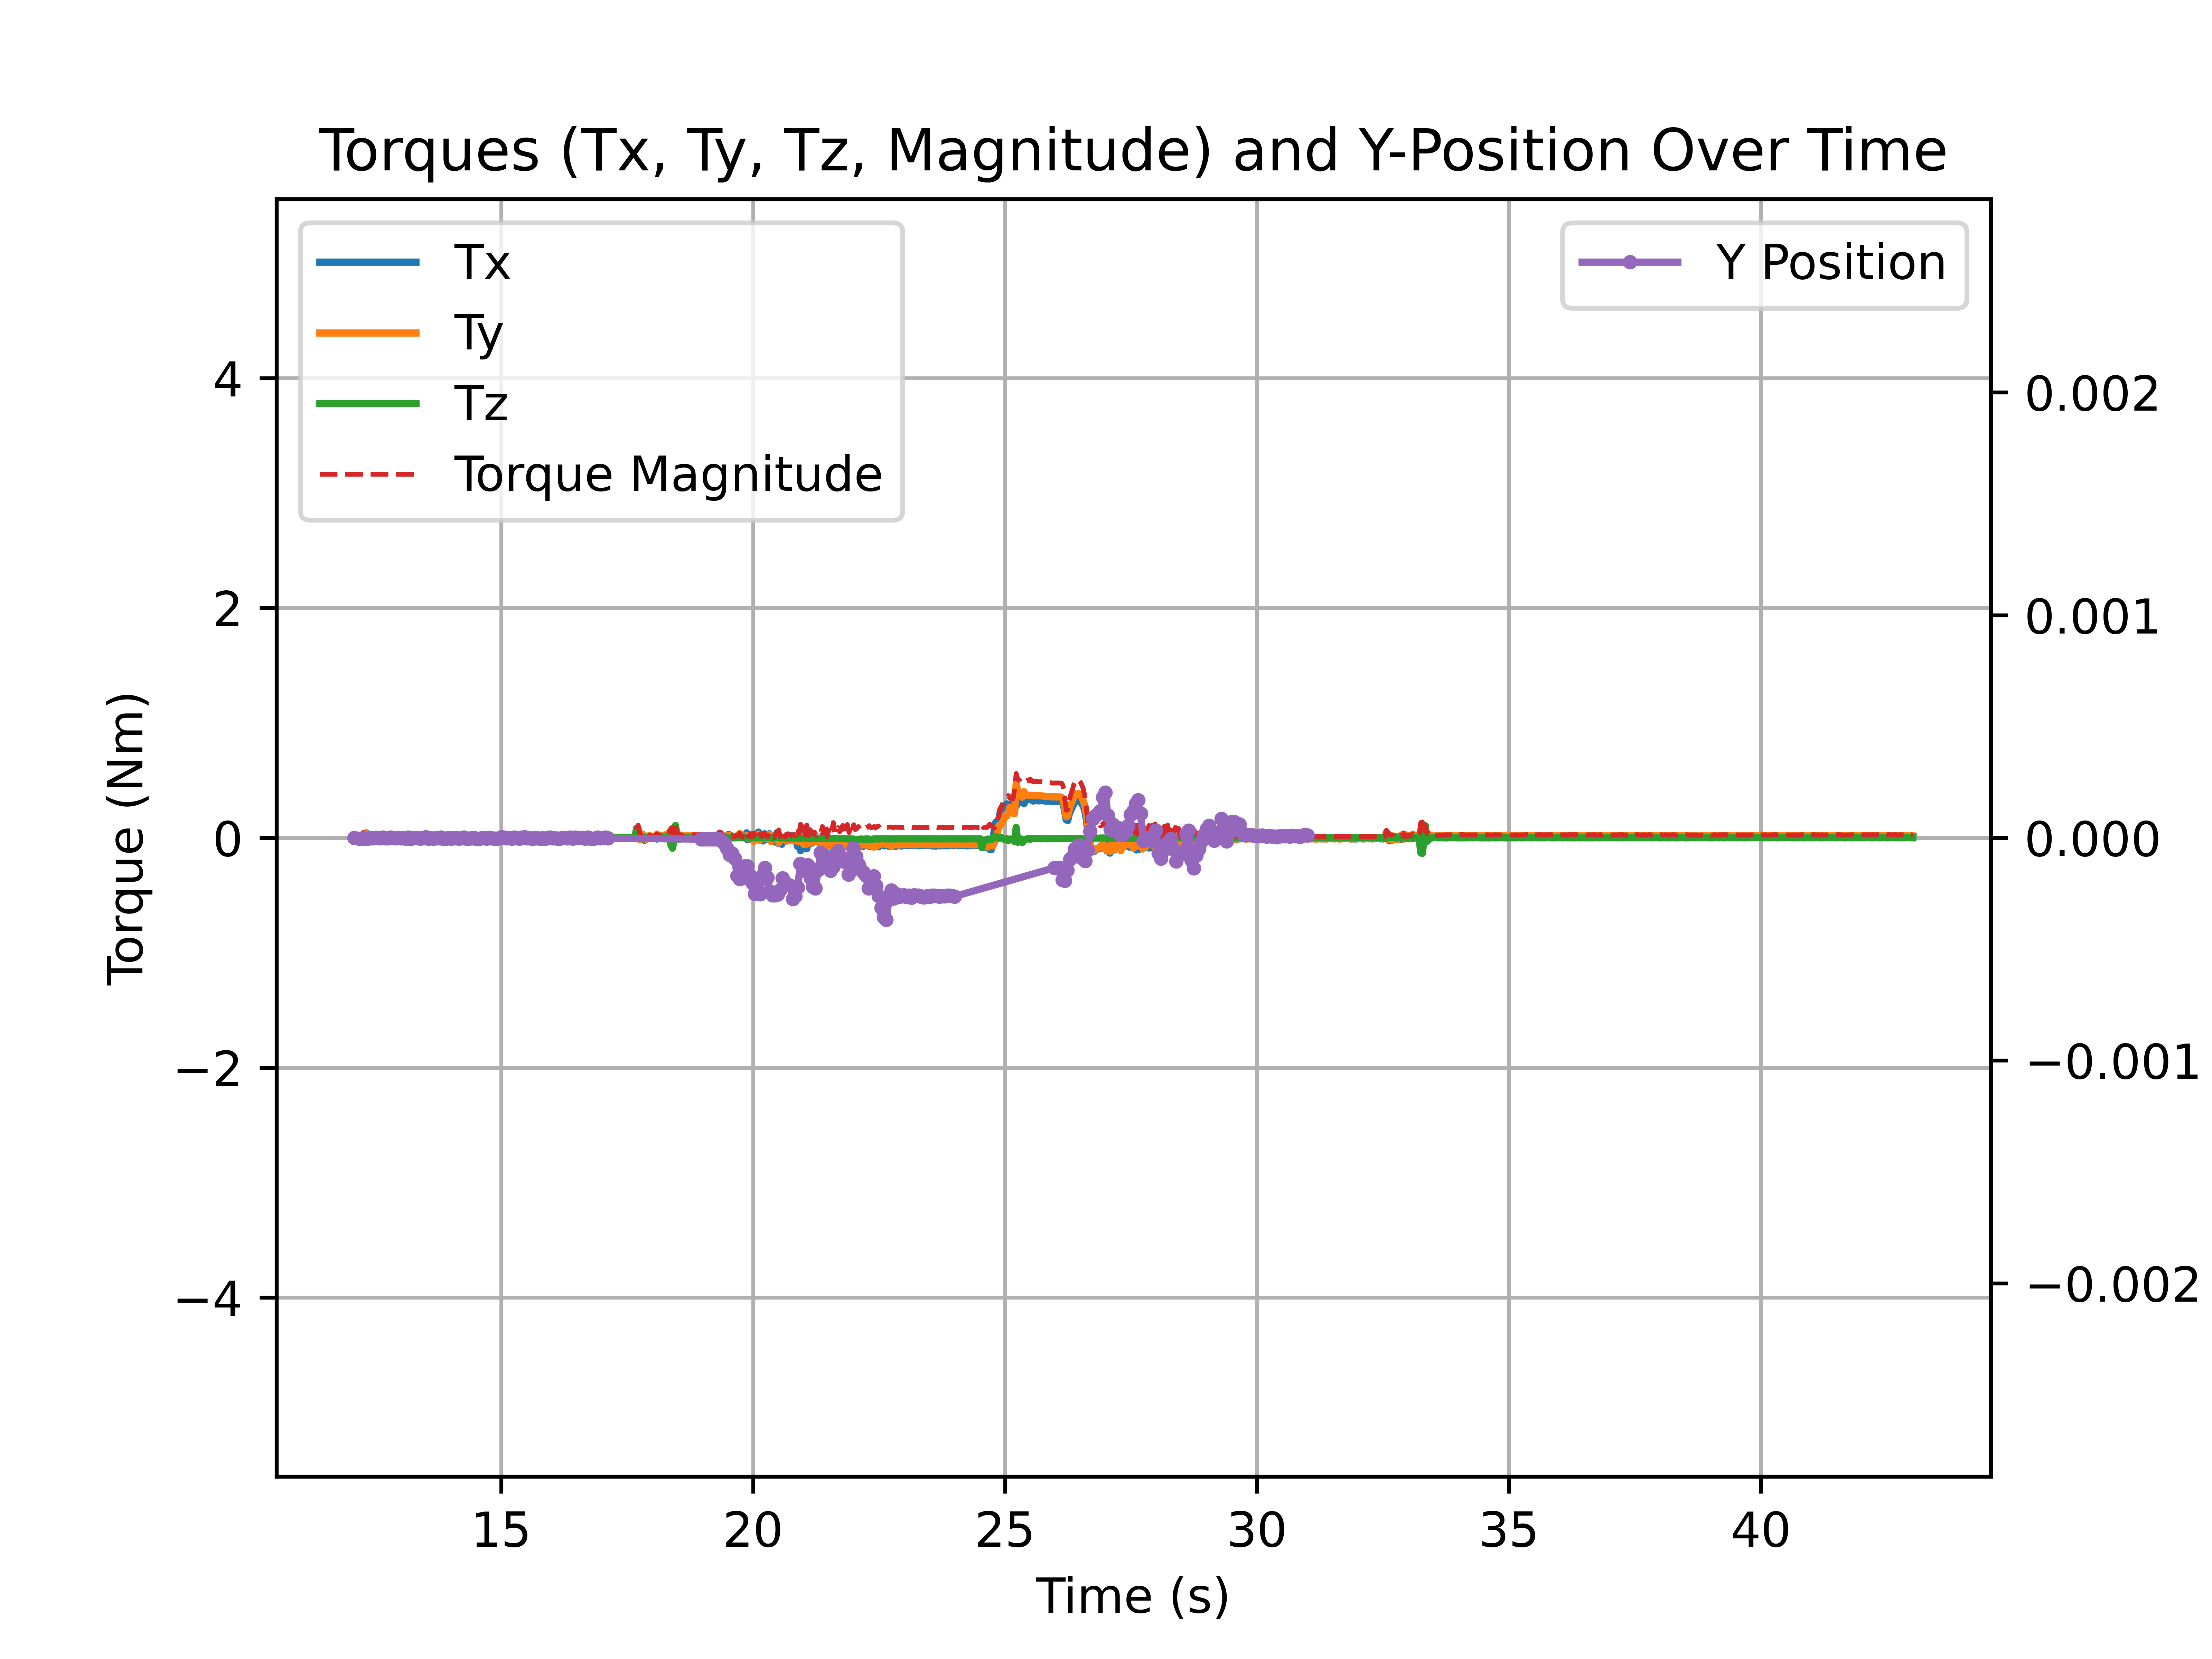 Torques (Tx, Ty, Tz, Magnitude) and Y-Position Over Time
Tx
Ty
Tz
Torque Magnitude
Y Position
4
2
0
−2
−4
Torque (Nm)
0.002
0.001
0.000
−0.001
−0.002
15 20 25 30 35 40
Time (s)